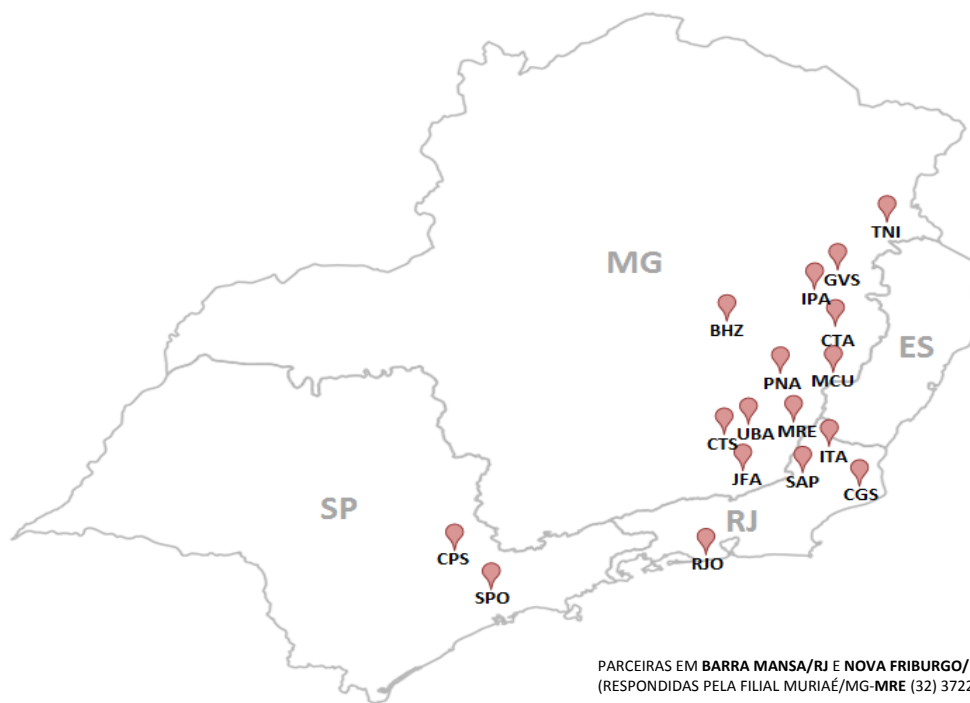 TNI
MG
GVS
IPA
BHZ
CTA
ES
PNA
MCU
UBA
MRE
CTS
ITA
JFA
SAP
CGS
SP
RJ
CPS
RJO
SPO
PARCEIRAS EM BARRA MANSA/RJ E NOVA FRIBURGO/
(RESPONDIDAS PELA FILIAL MURIAÉ/MG-MRE (32) 3722